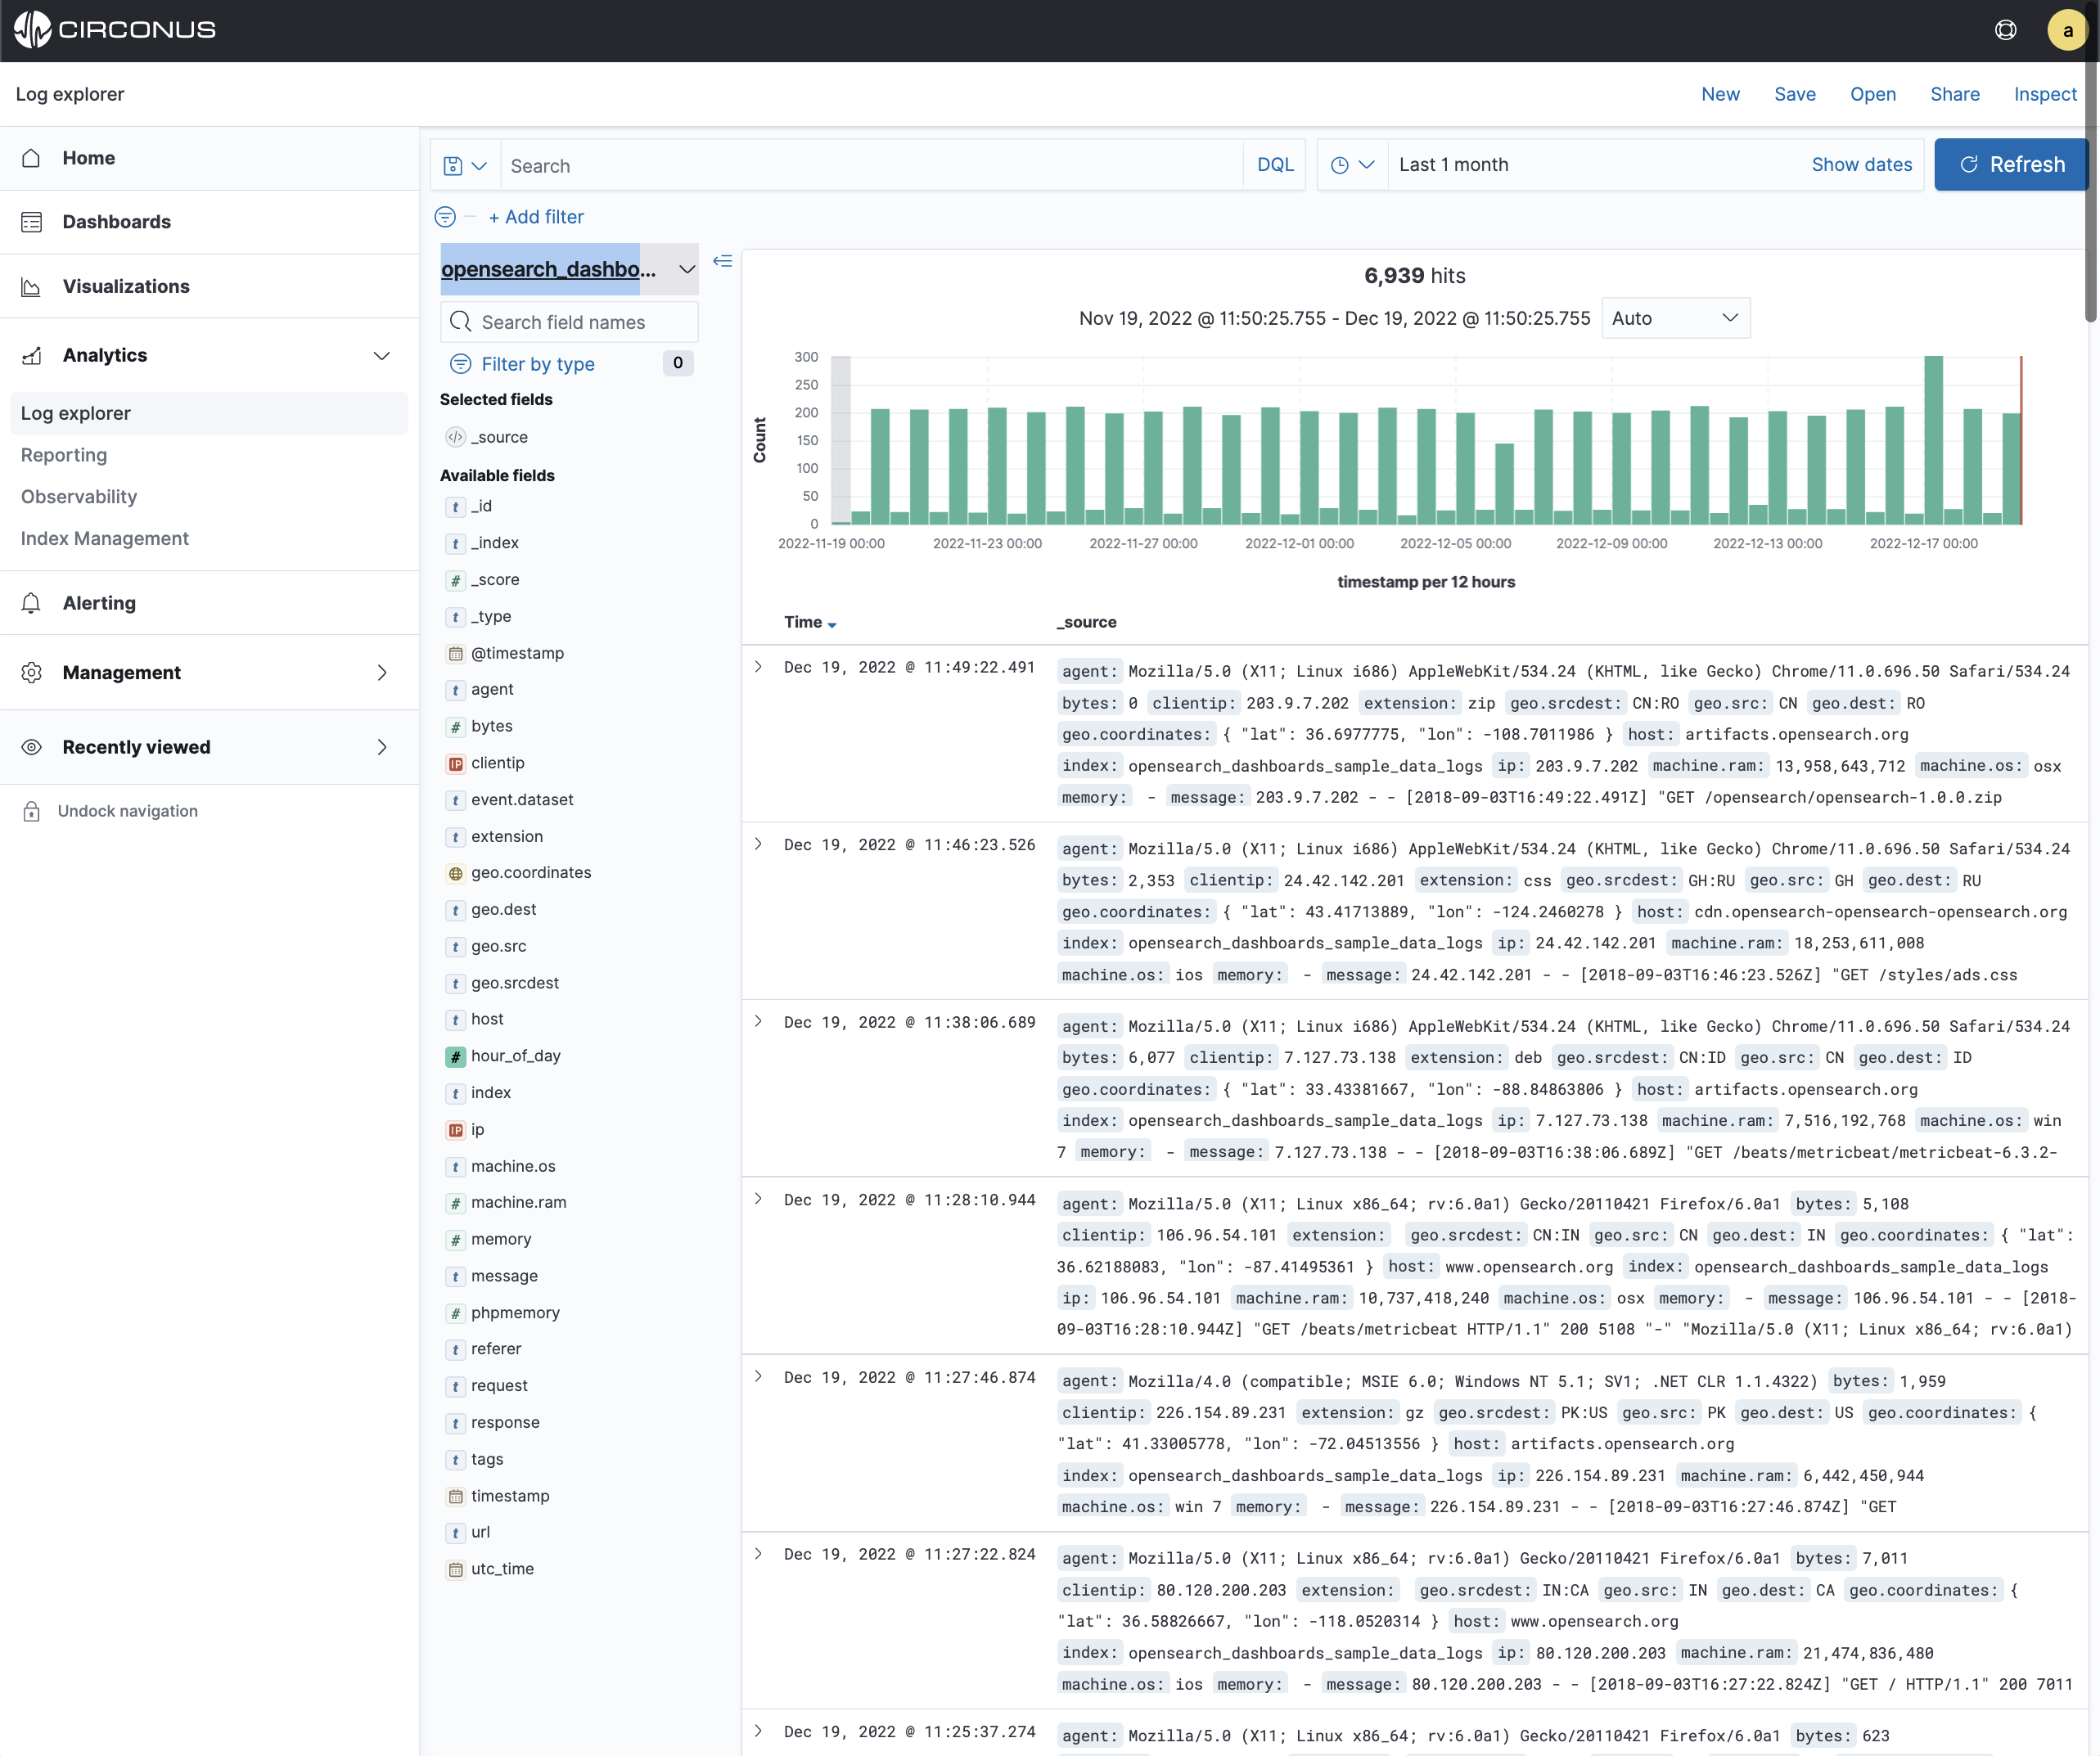 CIRCONUS
a
Log explorer
New Save Open Share Inspect
Home
Dashboards
Visualizations
Analytics
Log explorer
Reporting
Observability
Index Management
Alerting
Management
Recently viewed
Undock navigation
Search DQL Last 1 month Show dates Refresh
+ Add filter
opensearch_dashbo...
Search field names
Filter by type 0
Selected fields
_source
Available fields
t _id
t _index
# _score
t _type
@timestamp
t agent
# bytes
IP clientip
t event.dataset
t extension
geo.coordinates
t geo.dest
t geo.src
t geo.srcdest
t host
# hour_of_day
t index
IP ip
t machine.os
# machine.ram
# memory
t message
# phpmemory
t referer
t request
t response
t tags
timestamp
t url
utc_time
6,939 hits
Nov 19, 2022 @ 11:50:25.755 - Dec 19, 2022 @ 11:50:25.755 Auto
Count
300
250
200
150
100
50
0
2022-11-19 00:00 2022-11-23 00:00 2022-11-27 00:00 2022-12-01 00:00 2022-12-05 00:00 2022-12-09 00:00 2022-12-13 00:00 2022-12-17 00:00
timestamp per 12 hours
Time _source
Dec 19, 2022 @ 11:49:22.491 agent: Mozilla/5.0 (X11; Linux i686) AppleWebKit/534.24 (KHTML, like Gecko) Chrome/11.0.696.50 Safari/534.24
bytes: 0 clientip: 203.9.7.202 extension: zip geo.srcdest: CN:RO geo.src: CN geo.dest: RO
geo.coordinates: { "lat": 36.6977775, "lon": -108.7011986 } host: artifacts.opensearch.org
index: opensearch_dashboards_sample_data_logs ip: 203.9.7.202 machine.ram: 13,958,643,712 machine.os: osx
memory: - message: 203.9.7.202 - - [2018-09-03T16:49:22.491Z] "GET /opensearch/opensearch-1.0.0.zip
Dec 19, 2022 @ 11:46:23.526 agent: Mozilla/5.0 (X11; Linux i686) AppleWebKit/534.24 (KHTML, like Gecko) Chrome/11.0.696.50 Safari/534.24
bytes: 2,353 clientip: 24.42.142.201 extension: css geo.srcdest: GH:RU geo.src: GH geo.dest: RU
geo.coordinates: { "lat": 43.41713889, "lon": -124.2460278 } host: cdn.opensearch-opensearch-opensearch.org
index: opensearch_dashboards_sample_data_logs ip: 24.42.142.201 machine.ram: 18,253,611,008
machine.os: ios memory: - message: 24.42.142.201 - - [2018-09-03T16:46:23.526Z] "GET /styles/ads.css
Dec 19, 2022 @ 11:38:06.689 agent: Mozilla/5.0 (X11; Linux i686) AppleWebKit/534.24 (KHTML, like Gecko) Chrome/11.0.696.50 Safari/534.24
bytes: 6,077 clientip: 7.127.73.138 extension: deb geo.srcdest: CN:ID geo.src: CN geo.dest: ID
geo.coordinates: { "lat": 33.43381667, "lon": -88.84863806 } host: artifacts.opensearch.org
index: opensearch_dashboards_sample_data_logs ip: 7.127.73.138 machine.ram: 7,516,192,768 machine.os: win
7 memory: - message: 7.127.73.138 - - [2018-09-03T16:38:06.689Z] "GET /beats/metricbeat/metricbeat-6.3.2-
Dec 19, 2022 @ 11:28:10.944 agent: Mozilla/5.0 (X11; Linux x86_64; rv:6.0a1) Gecko/20110421 Firefox/6.0a1 bytes: 5,108
clientip: 106.96.54.101 extension: geo.srcdest: CN:IN geo.src: CN geo.dest: IN geo.coordinates: { "lat":
36.62188083, "lon": -87.41495361 } host: www.opensearch.org index: opensearch_dashboards_sample_data_logs
ip: 106.96.54.101 machine.ram: 10,737,418,240 machine.os: osx memory: - message: 106.96.54.101 - - [2018-
09-03T16:28:10.944Z] "GET /beats/metricbeat HTTP/1.1" 200 5108 "-" "Mozilla/5.0 (X11; Linux x86_64; rv:6.0a1)
Dec 19, 2022 @ 11:27:46.874 agent: Mozilla/4.0 (compatible; MSIE 6.0; Windows NT 5.1; SV1; .NET CLR 1.1.4322) bytes: 1,959
clientip: 226.154.89.231 extension: gz geo.srcdest: PK:US geo.src: PK geo.dest: US geo.coordinates: {
"lat": 41.33005778, "lon": -72.04513556 } host: artifacts.opensearch.org
index: opensearch_dashboards_sample_data_logs ip: 226.154.89.231 machine.ram: 6,442,450,944
machine.os: win 7 memory: - message: 226.154.89.231 - - [2018-09-03T16:27:46.874Z] "GET
Dec 19, 2022 @ 11:27:22.824 agent: Mozilla/5.0 (X11; Linux x86_64; rv:6.0a1) Gecko/20110421 Firefox/6.0a1 bytes: 7,011
clientip: 80.120.200.203 extension: geo.srcdest: IN:CA geo.src: IN geo.dest: CA geo.coordinates: {
"lat": 36.58826667, "lon": -118.0520314 } host: www.opensearch.org
index: opensearch_dashboards_sample_data_logs ip: 80.120.200.203 machine.ram: 21,474,836,480
machine.os: ios memory: - message: 80.120.200.203 - - [2018-09-03T16:27:22.824Z] "GET / HTTP/1.1" 200 7011
Dec 19, 2022 @ 11:25:37.274 agent: Mozilla/5.0 (X11; Linux x86_64; rv:6.0a1) Gecko/20110421 Firefox/6.0a1 bytes: 623